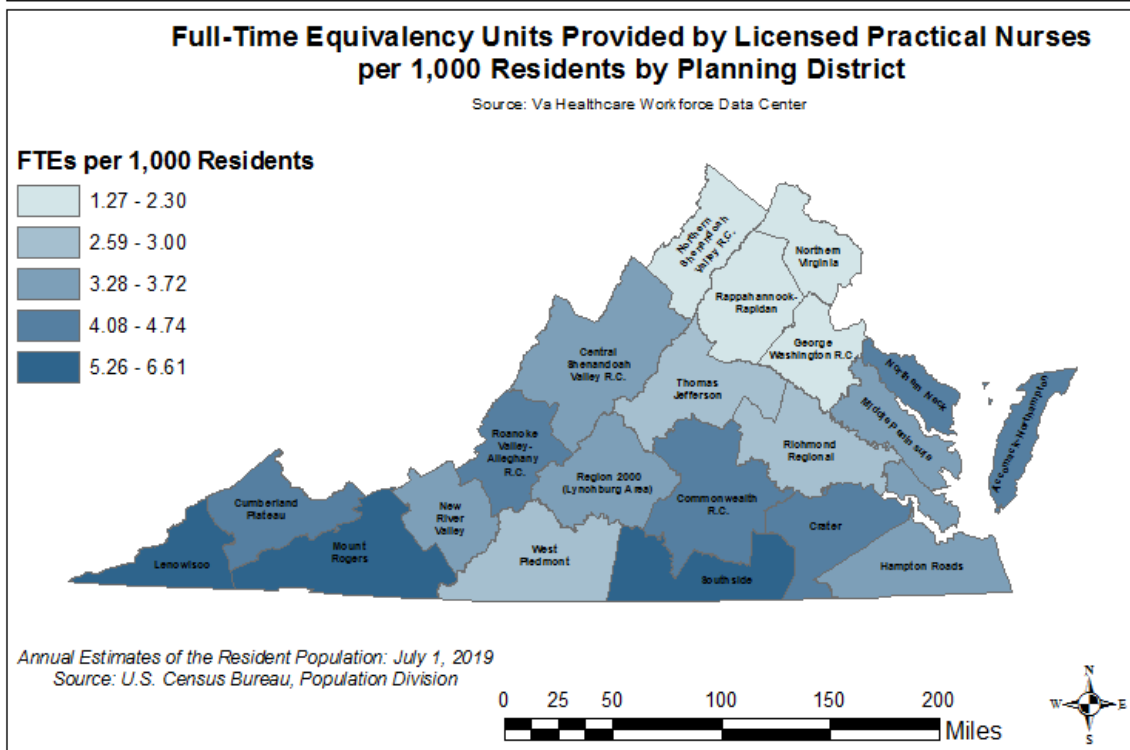 Full-Time Equivalency Units Provided by Licensed Practical Nurses
per 1,000 Residents by Planning District
Source: Va Healthcare Workforce Data Center
FTEs per 1,000 Residents
1.27 - 2.30
2.59 - 3.00
3.28 - 3.72
4.08 - 4.74
5.26 - 6.61
Northern
Shenandoah
Valley R.C.
Northern
Virginia
Rappahannock-
Rapidan
George
Washington R.C.
Central
Shenandoah
Valley R.C.
Thomas
Jefferson
Northern Neck
Middle Peninsula
Accomack-Northampton
Roanoke
Valley-
Alleghany
R.C.
Richmond
Regional
Region 2000
(Lynchburg Area)
Commonwealth
R.C.
Cumberland
Plateau
New
River
Valley
Crater
Mount
Rogers
West
Piedmont
Lenowisco
Southside
Hampton Roads
Annual Estimates of the Resident Population: July 1, 2019
Source: U.S. Census Bureau, Population Division
0 25 50 100 150 200
Miles
N
W E
S